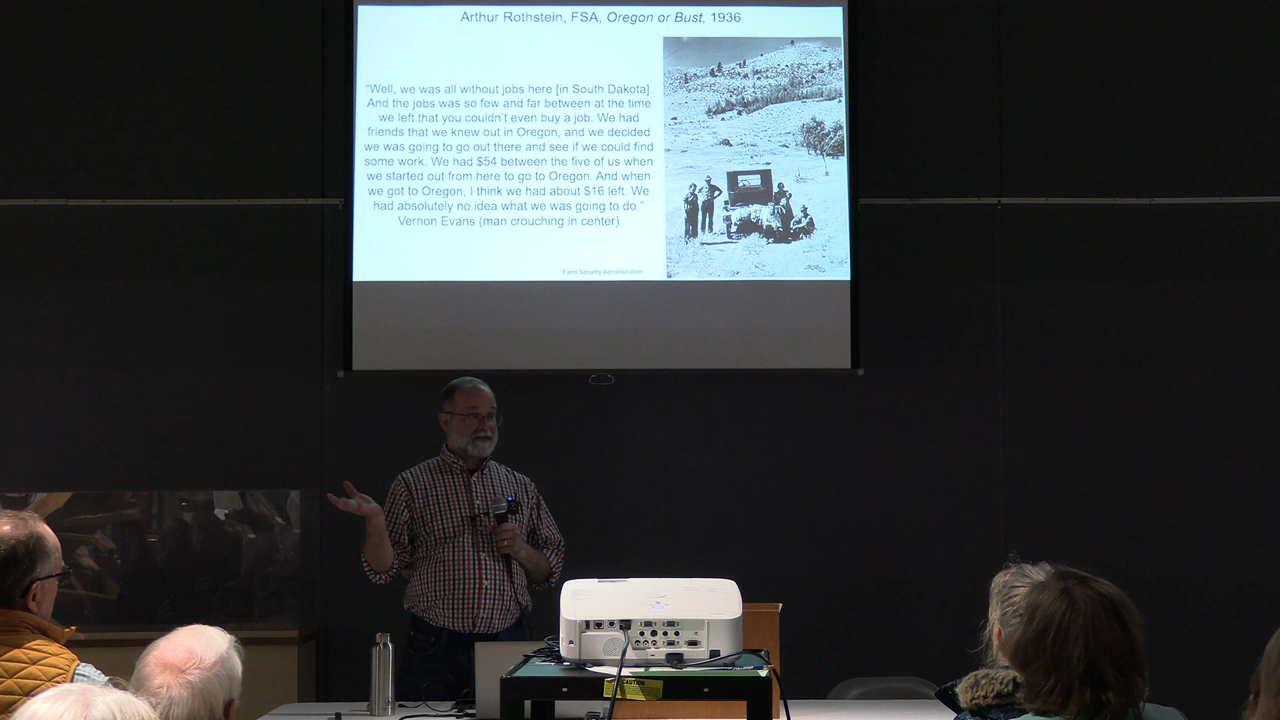 Arthur Rothstein, FSA, Oregon or Bust, 1936
“Well, we was all without jobs here [in South Dakota].
And the jobs was so few and far between at the time
we left that you couldn’t even buy a job. We had
friends that we knew out in Oregon, and we decided
we was going to go out there and see if we could find
some work. We had $54 between the five of us when
we started out from here to go to Oregon. And when
we got to Oregon, I think we had about $16 left. We
had absolutely no idea what we was going to do.”
Vernon Evans (man crouching in center)
Farm Security Administration
CAUTION